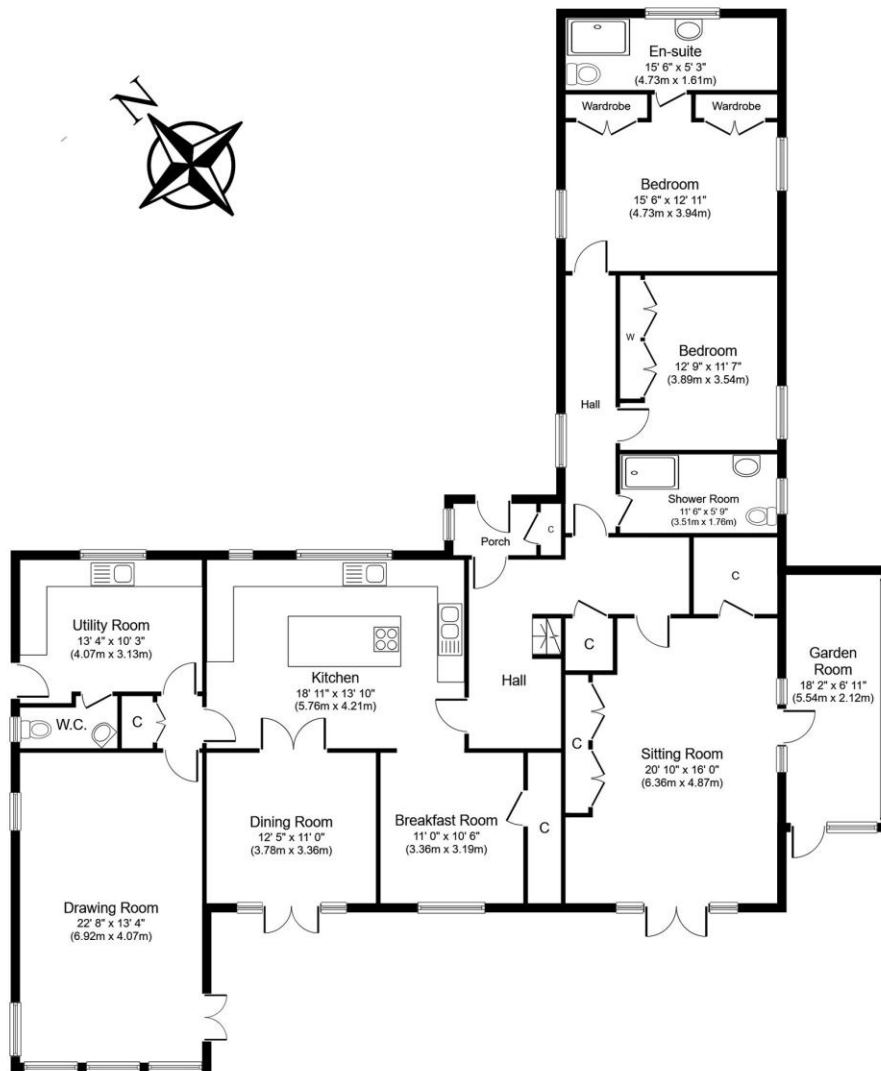 En-suite
15' 6" x 5' 3"
(4.73m x 1.61m)
Wardrobe
Wardrobe
N
Bedroom
15' 6" x 12' 11"
(4.73m x 3.94m)
W
Bedroom
12' 9" x 11' 7"
(3.89m x 3.54m)
Hall
Shower Room
11' 6" x 5' 9"
(3.51m x 1.76m)
Porch
C
C
Utility Room
13' 4" x 10' 3"
(4.07m x 3.13m)
Kitchen
18' 11" x 13' 10"
(5.76m x 4.21m)
Hall
C
Garden
Room
18' 2" x 6' 11"
(5.54m x 2.12m)
W.C.
C
C
Sitting Room
20' 10" x 16' 0"
(6.36m x 4.87m)
Dining Room
12' 5" x 11' 0"
(3.78m x 3.36m)
Breakfast Room
11' 0" x 10' 6"
(3.36m x 3.19m)
C
Drawing Room
22' 8" x 13' 4"
(6.92m x 4.07m)